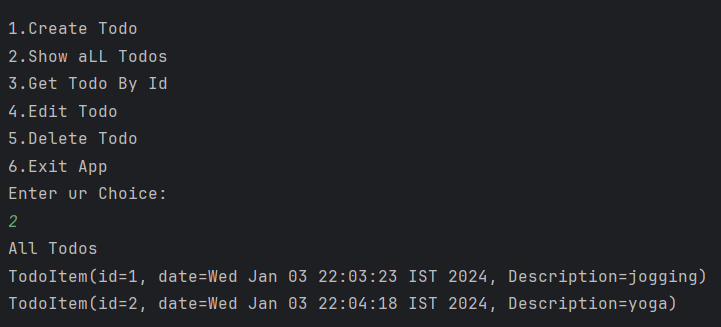 1.Create Todo
2.Show aLL Todos
3.Get Todo By Id
4.Edit Todo
5.Delete Todo
6.Exit App
Enter ur Choice:
2
All Todos
TodoItem(id=1, date=Wed Jan 03 22:03:23 IST 2024, Description=jogging)
TodoItem(id=2, date=Wed Jan 03 22:04:18 IST 2024, Description=yoga)